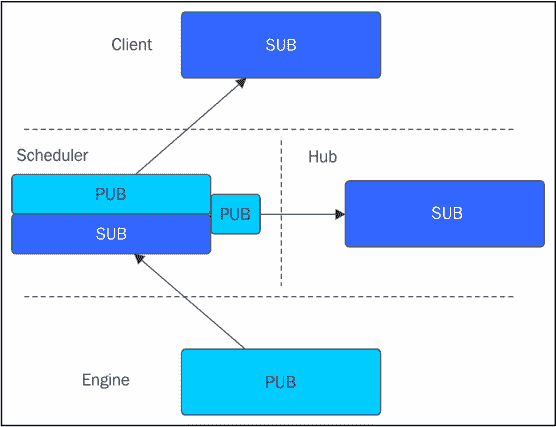 Client
SUB
Scheduler
Hub
PUB
PUB
SUB
SUB
Engine
PUB